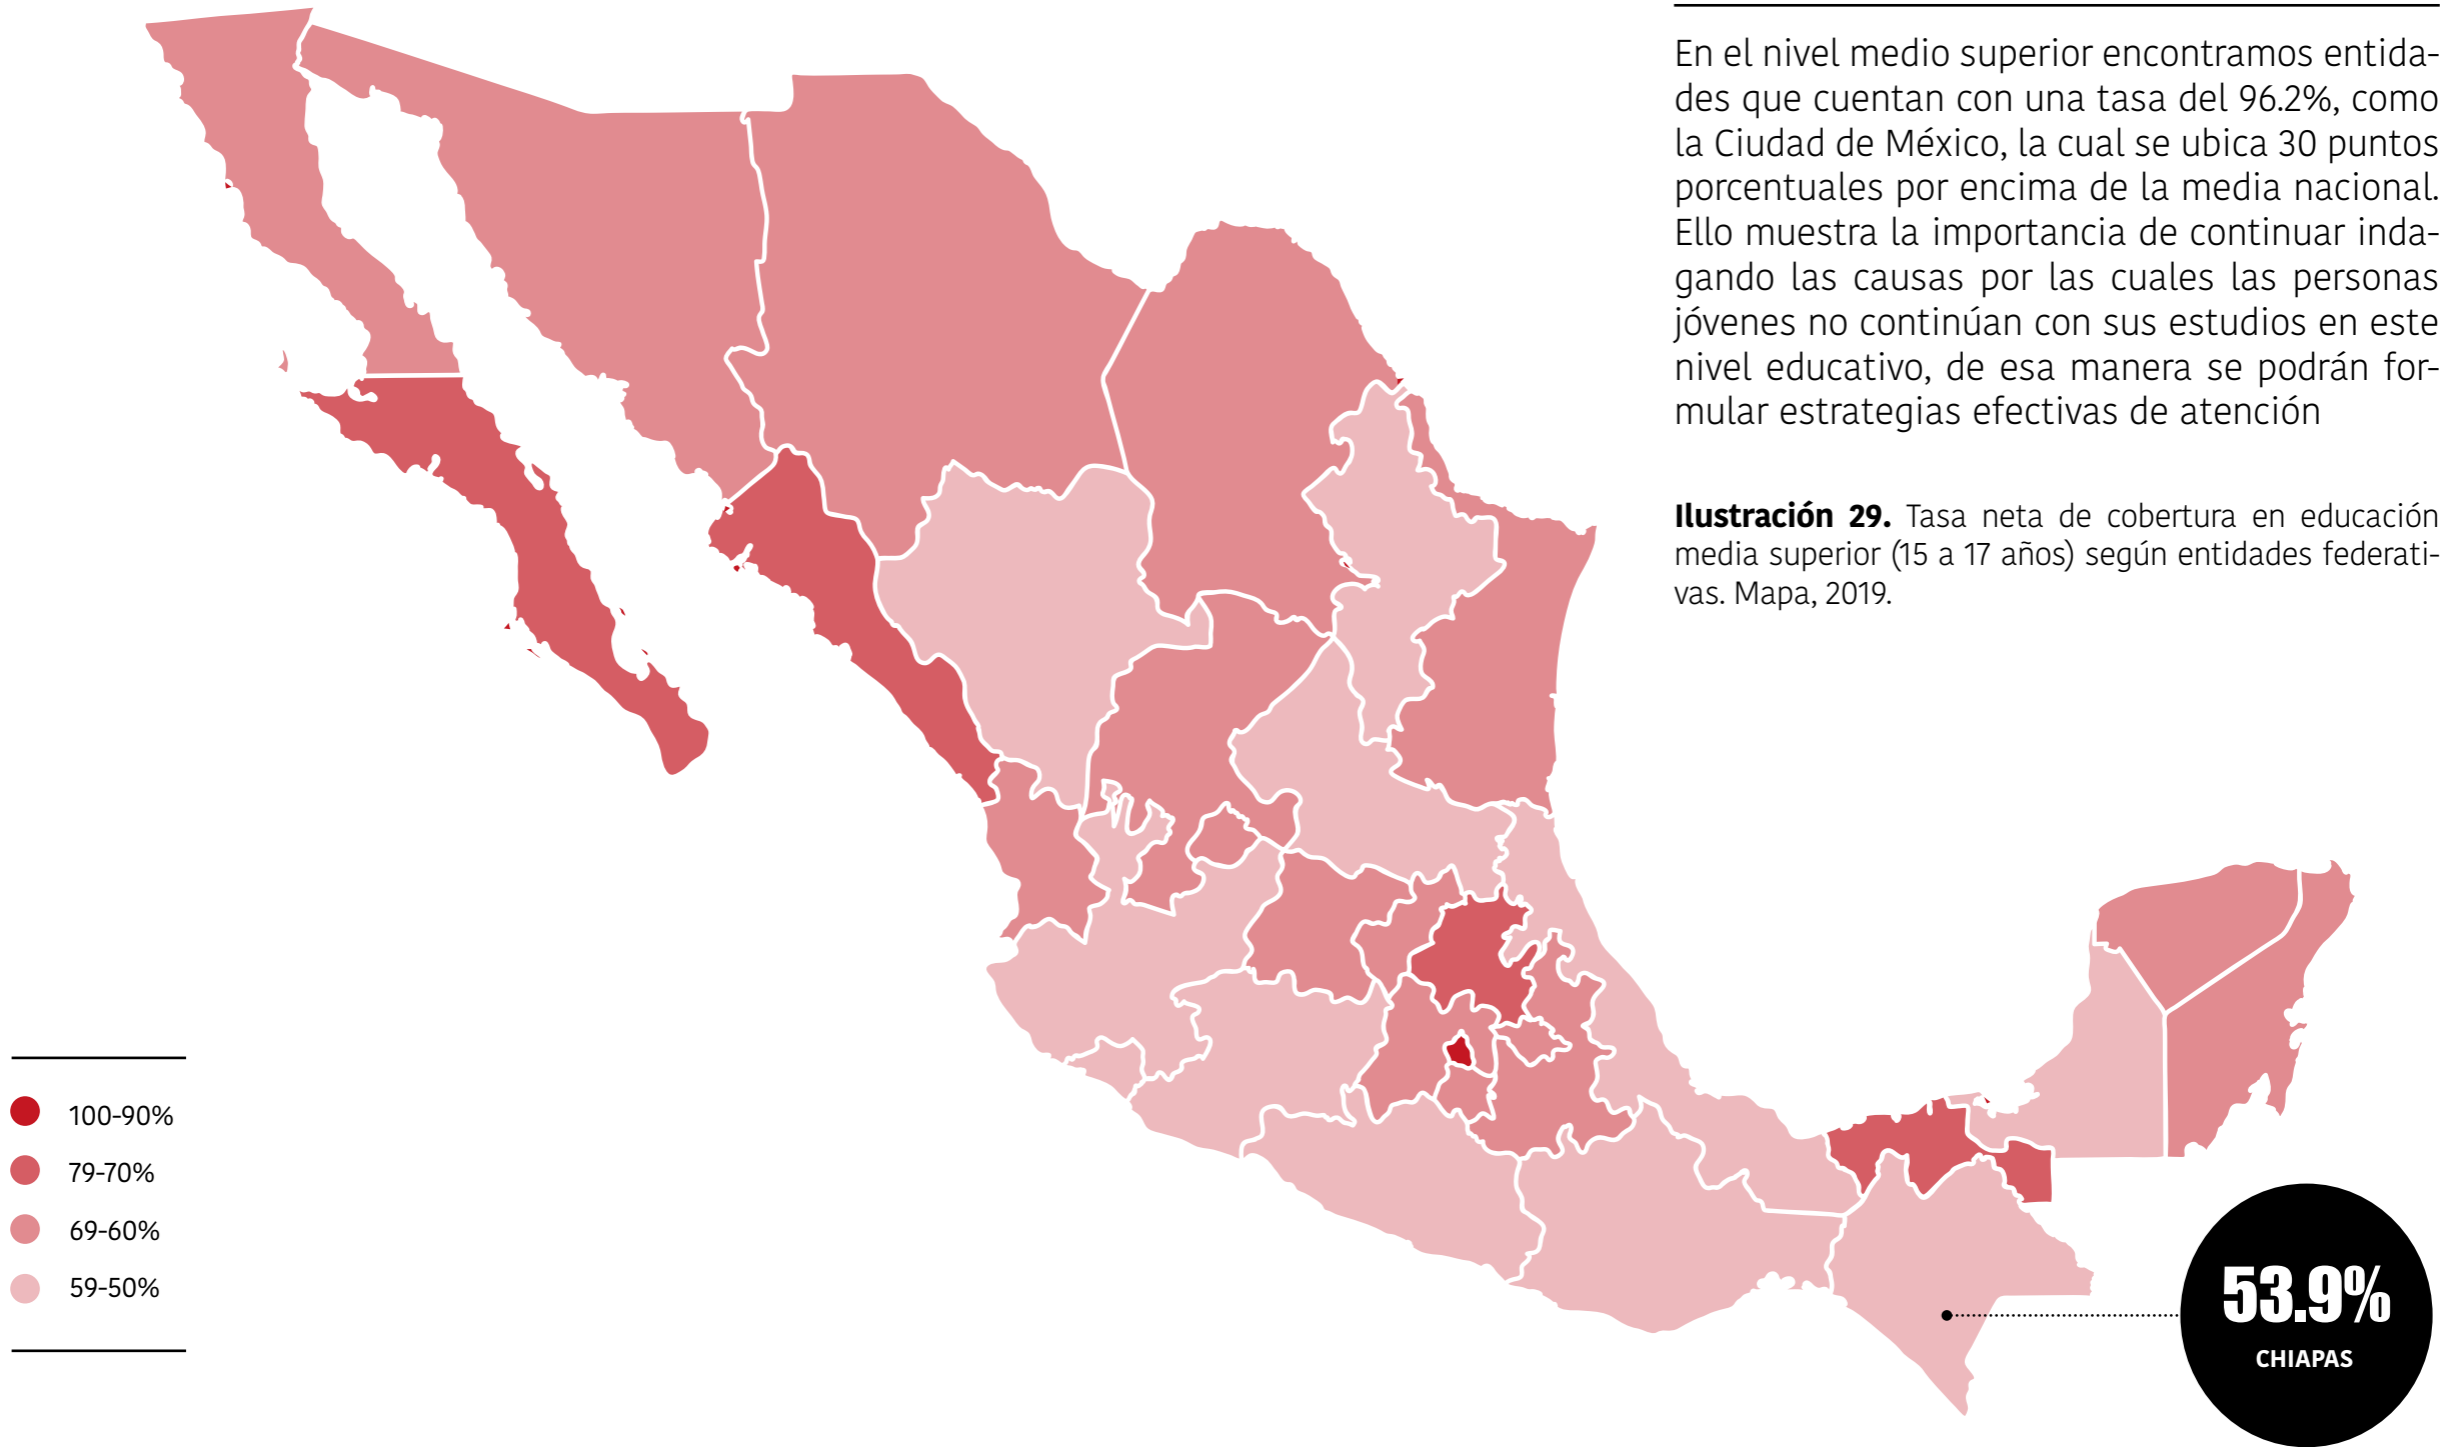 En el nivel medio superior encontramos entida-
des que cuentan con una tasa del 96.2%, como
la Ciudad de México, la cual se ubica 30 puntos
porcentuales por encima de la media nacional.
Ello muestra la importancia de continuar inda-
gando las causas por las cuales las personas
jóvenes no continúan con sus estudios en este
nivel educativo, de esa manera se podrán for-
mular estrategias efectivas de atención
Ilustración 29. Tasa neta de cobertura en educación
media superior (15 a 17 años) según entidades federati-
vas. Mapa, 2019.
100-90%
79-70%
69-60%
59-50%
53.9%
CHIAPAS